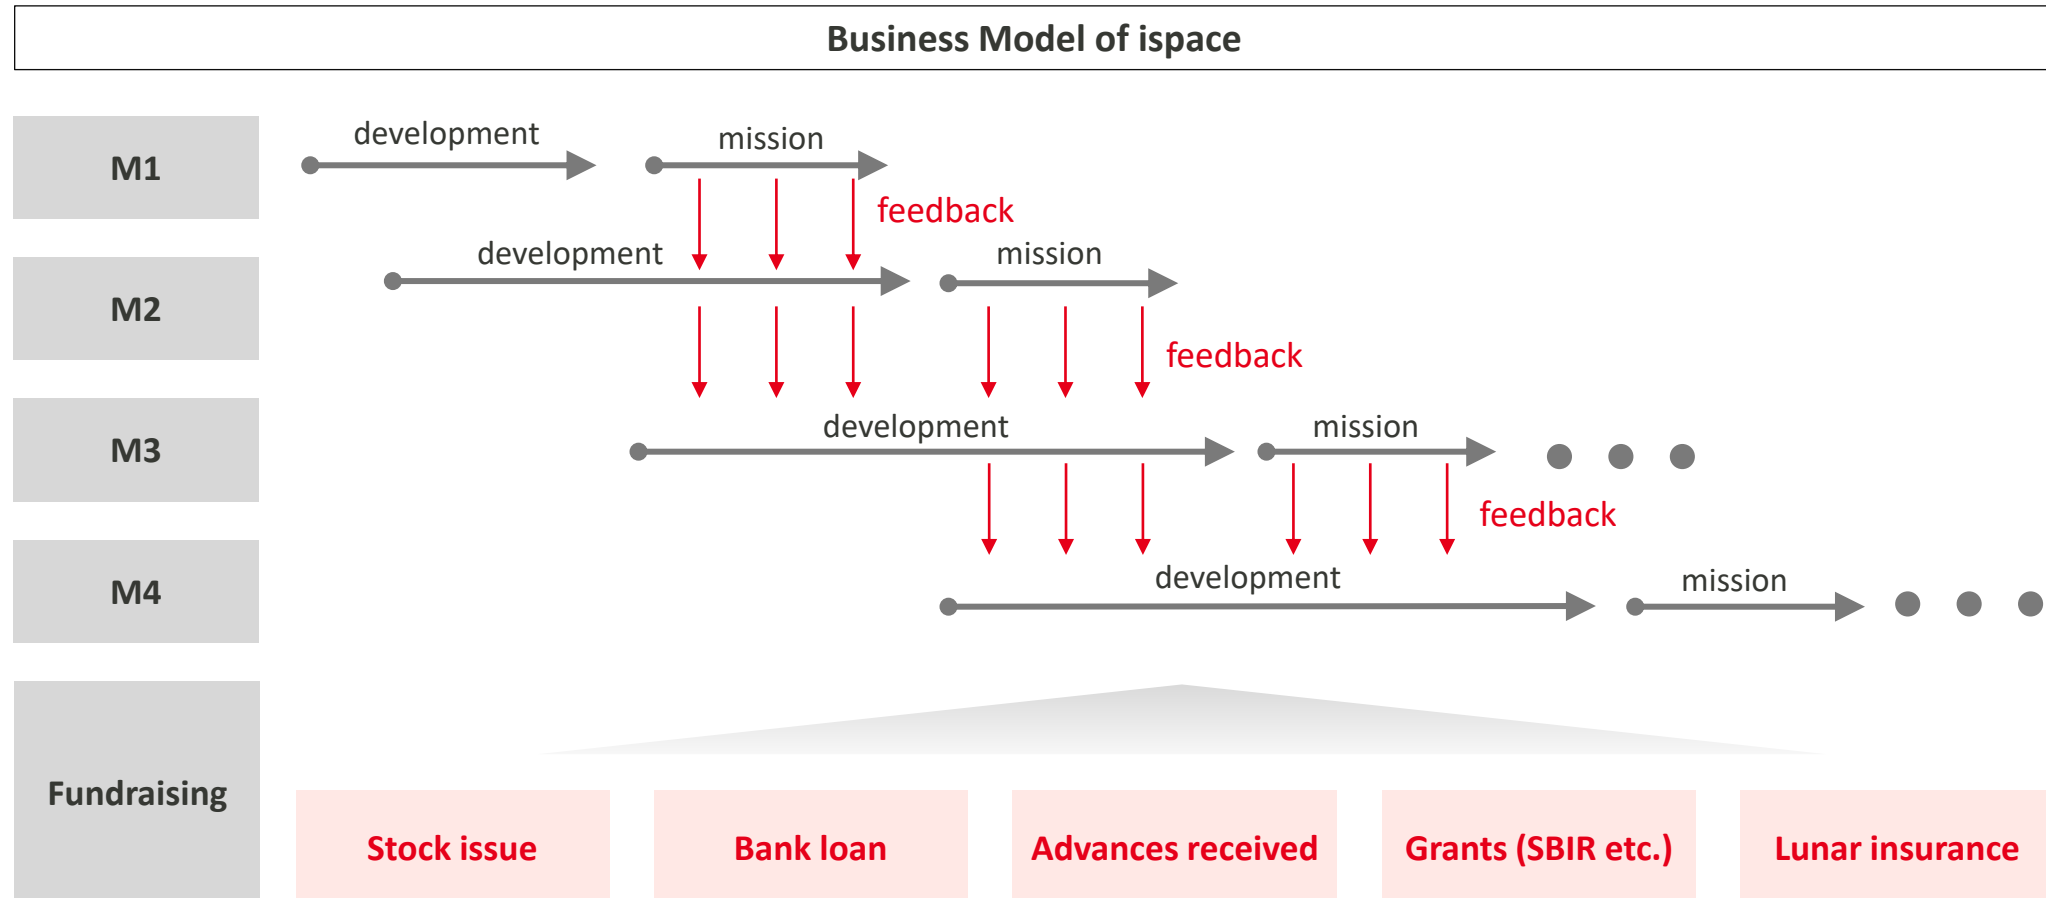 Business Model of ispace
M1
development
mission
feedback
M2
development
mission
feedback
M3
development
mission
feedback
M4
development
mission
Fundraising
Stock issue
Bank loan
Advances received
Grants (SBIR etc.)
Lunar insurance